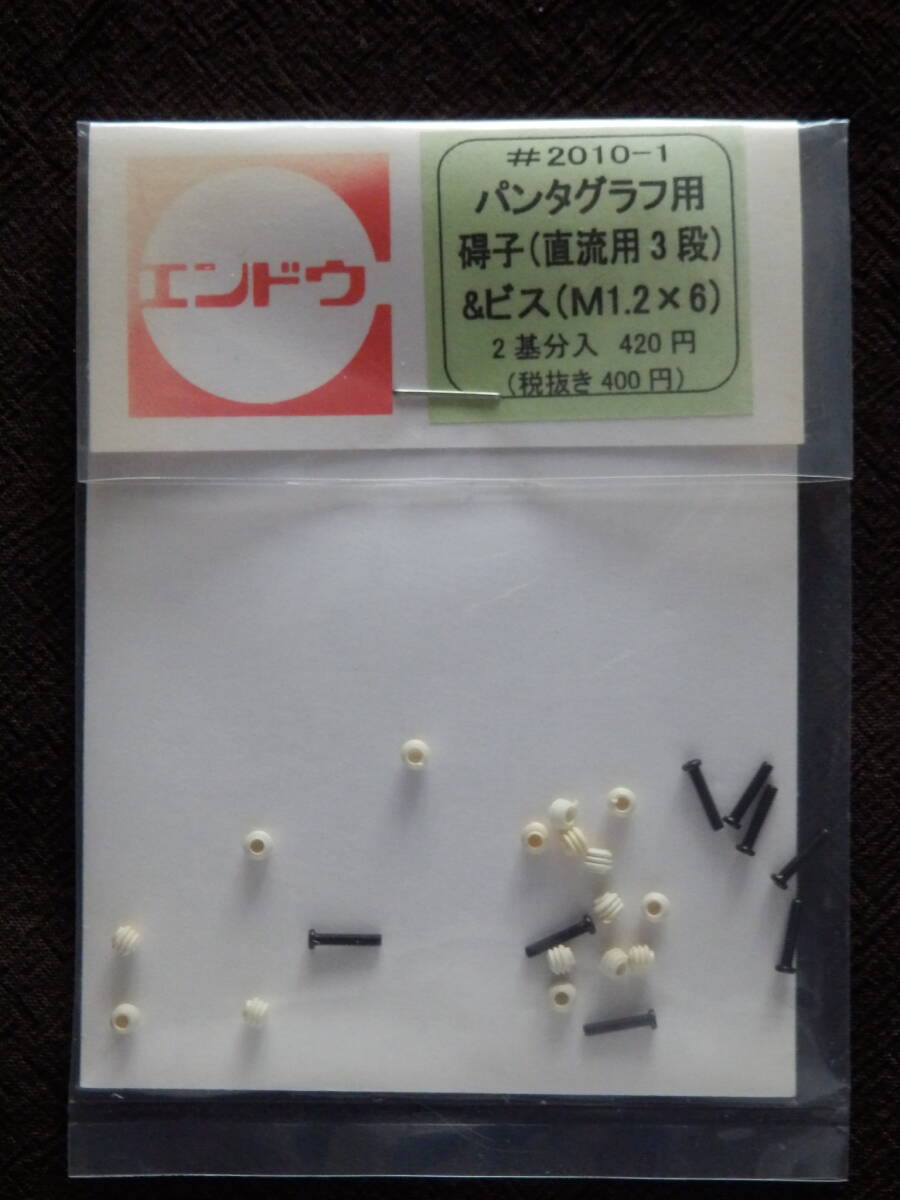 エンドウ
#2010-1
パンタグラフ用
碍子(直流用3段)
&ビス(M1.2×6)
2基分入 420円
(税抜き400円)